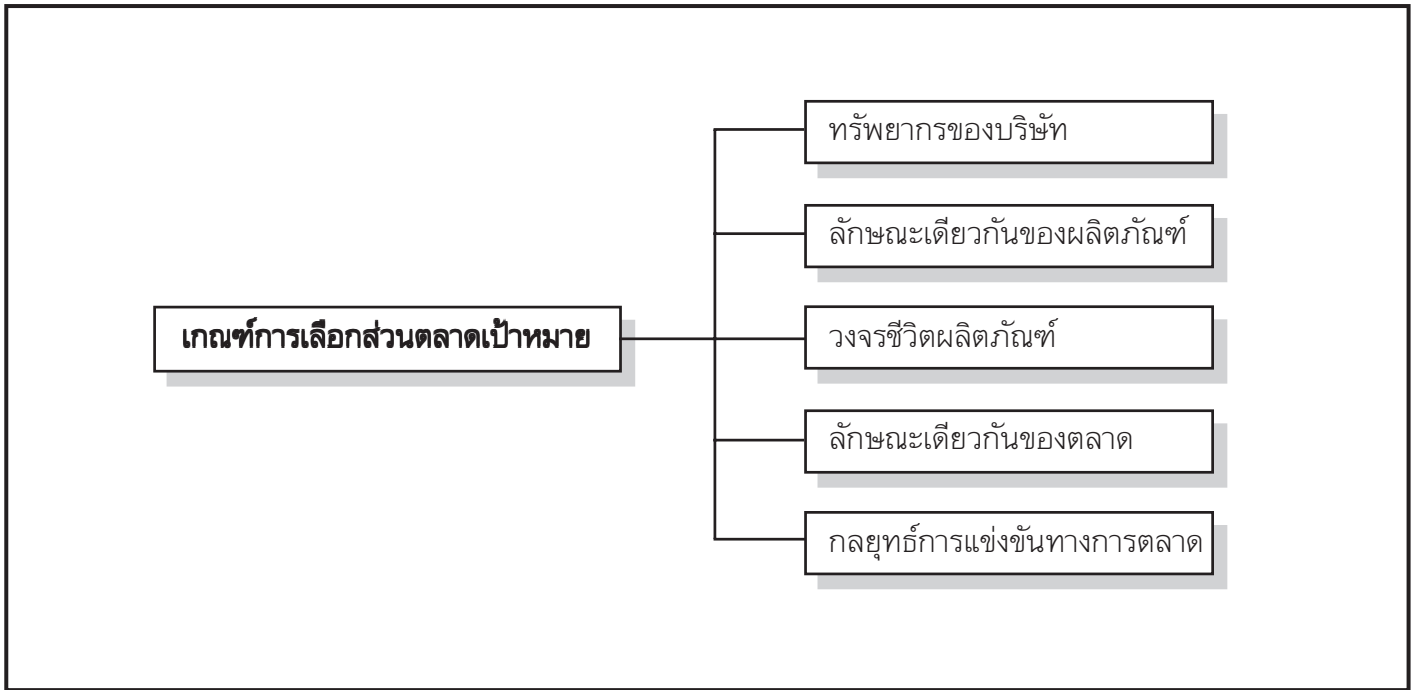 ทรัพยากรของบริษัท
ลักษณะเดียวกันของผลิตภัณฑ์
เกณฑ์การเลือกส่วนตลาดเป้าหมาย
วงจรชีวิตผลิตภัณฑ์
ลักษณะเดียวกันของตลาด
กลยุทธ์การแข่งขันทางการตลาด